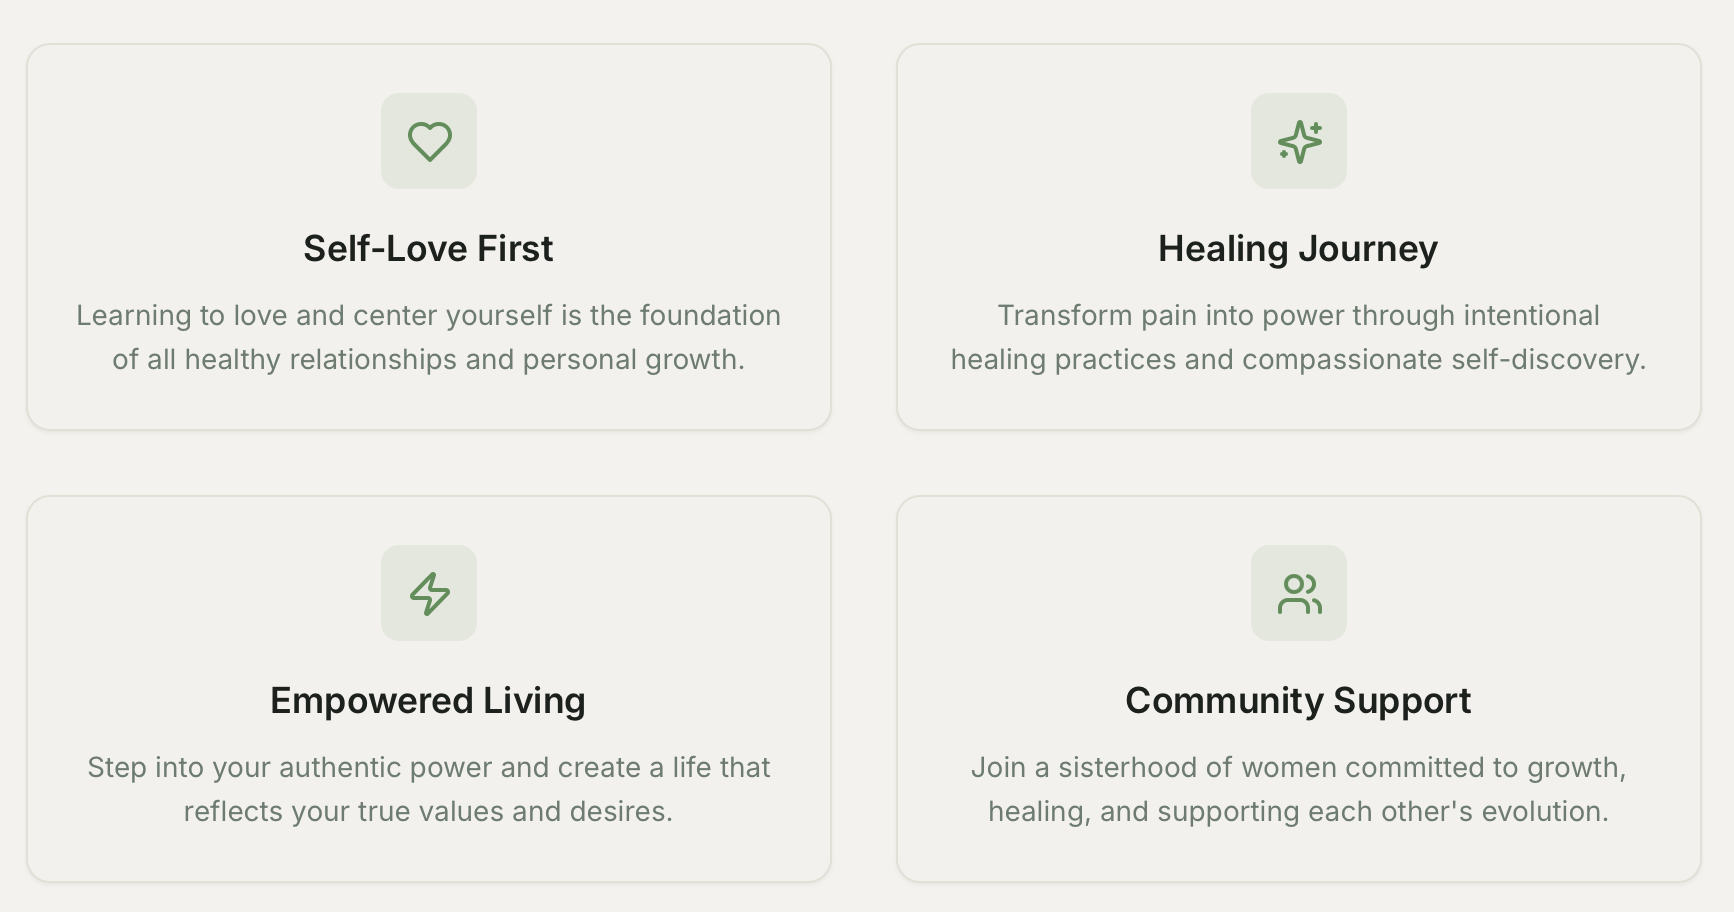 Self-Love First
Learning to love and center yourself is the foundation
of all healthy relationships and personal growth.
Healing Journey
Transform pain into power through intentional
healing practices and compassionate self-discovery.
Empowered Living
Step into your authentic power and create a life that
reflects your true values and desires.
Community Support
Join a sisterhood of women committed to growth,
healing, and supporting each other's evolution.